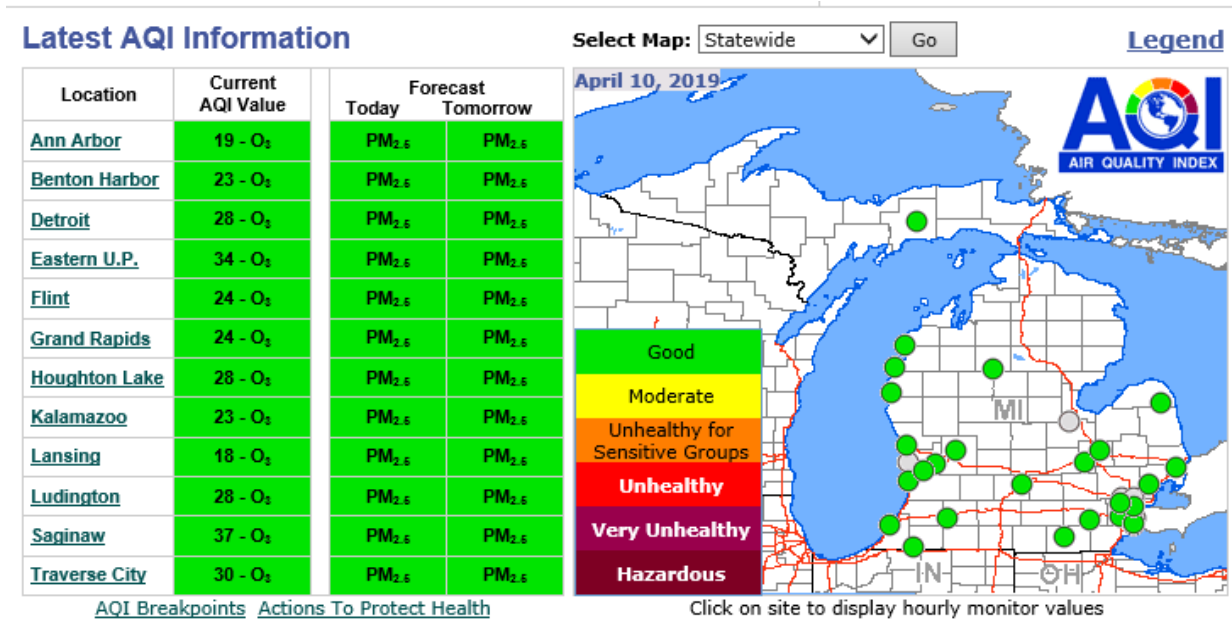 Latest AQI Information
Select Map: Statewide Go Legend
Location Current AQI Value Forecast Today Tomorrow
Ann Arbor 19 - O₃ PM₂.₅ PM₂.₅
Benton Harbor 23 - O₃ PM₂.₅ PM₂.₅
Detroit 28 - O₃ PM₂.₅ PM₂.₅
Eastern U.P. 34 - O₃ PM₂.₅ PM₂.₅
Flint 24 - O₃ PM₂.₅ PM₂.₅
Grand Rapids 24 - O₃ PM₂.₅ PM₂.₅
Houghton Lake 28 - O₃ PM₂.₅ PM₂.₅
Kalamazoo 23 - O₃ PM₂.₅ PM₂.₅
Lansing 18 - O₃ PM₂.₅ PM₂.₅
Ludington 28 - O₃ PM₂.₅ PM₂.₅
Saginaw 37 - O₃ PM₂.₅ PM₂.₅
Traverse City 30 - O₃ PM₂.₅ PM₂.₅
AQI Breakpoints Actions To Protect Health
April 10, 2019
AQI
AIR QUALITY INDEX
Good
Moderate
Unhealthy for
Sensitive Groups
Unhealthy
Very Unhealthy
Hazardous
MI
IN
OH
Click on site to display hourly monitor values